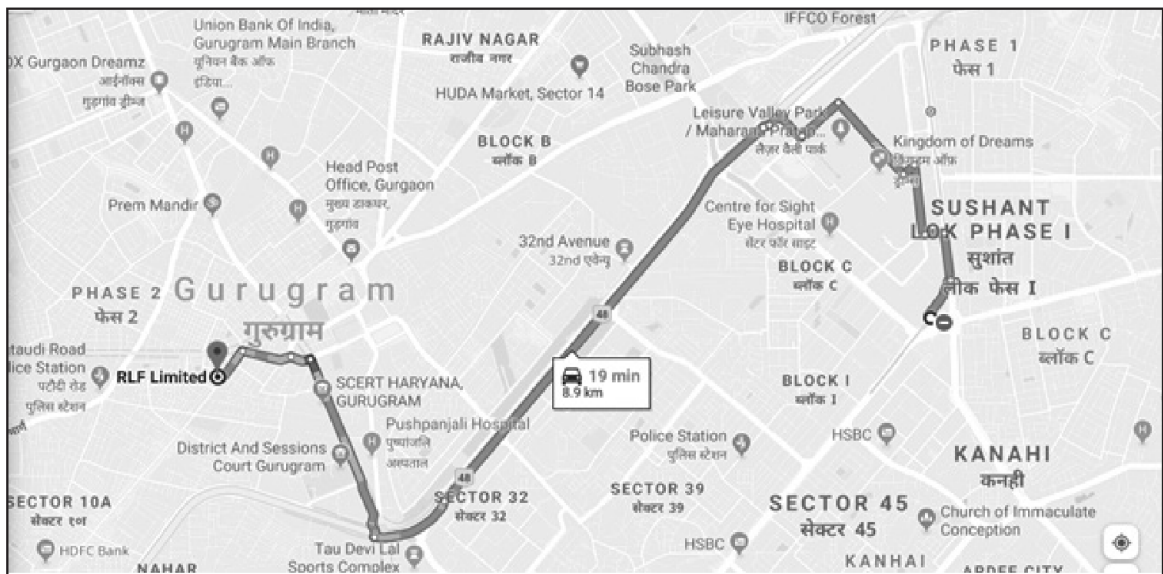 IFFCO Forest
Union Bank Of India,
Gurugram Main Branch
यूनियन बैंक ऑफ
इंडिया...
RAJIV NAGAR
राजीव नगर
Subhash
Chandra
Bose Park
PHASE 1
फेस 1
OX Gurgaon Dreamz
आईनॉक्स
गुड़गांव ड्रीम्ज
HUDA Market, Sector 14
Leisure Valley Park
/ Maharana Pratap...
लैज़र वैली पार्क
BLOCK B
ब्लॉक B
Kingdom of Dreams
Head Post
Office, Gurgaon
मुख्य डाकघर,
गुड़गांव
Prem Mandir
Centre for Sight
Eye Hospital
सेंटर फॉर साइट
SUSHANT
LOK PHASE I
सुशांत
लोक फेस I
32nd Avenue
32nd एवेन्यू
BLOCK C
ब्लॉक C
PHASE 2
फेस 2
Gurugram
गुरुग्राम
48
C
BLOCK C
ब्लॉक C
taudi Road
lice Station
पटौदी रोड
पुलिस स्टेशन
RLF Limited
19 min
8.9 km
SCERT HARYANA,
GURUGRAM
BLOCK I
ब्लॉक I
Pushpanjali Hospital
पुष्पांजलि
अस्पताल
District And Sessions
Court Gurugram
Police Station
पुलिस स्टेशन
HSBC
KANAHI
कनही
48
SECTOR 10A
SECTOR 32
सेक्टर 32
SECTOR 39
सेक्टर 39
SECTOR 45
सेक्टर 45
Church of Immaculate
Conception
HDFC Bank
Tau Devi Lal
Sports Complex
HSBC
KANHAI
NAHAR
ARDEE CITY